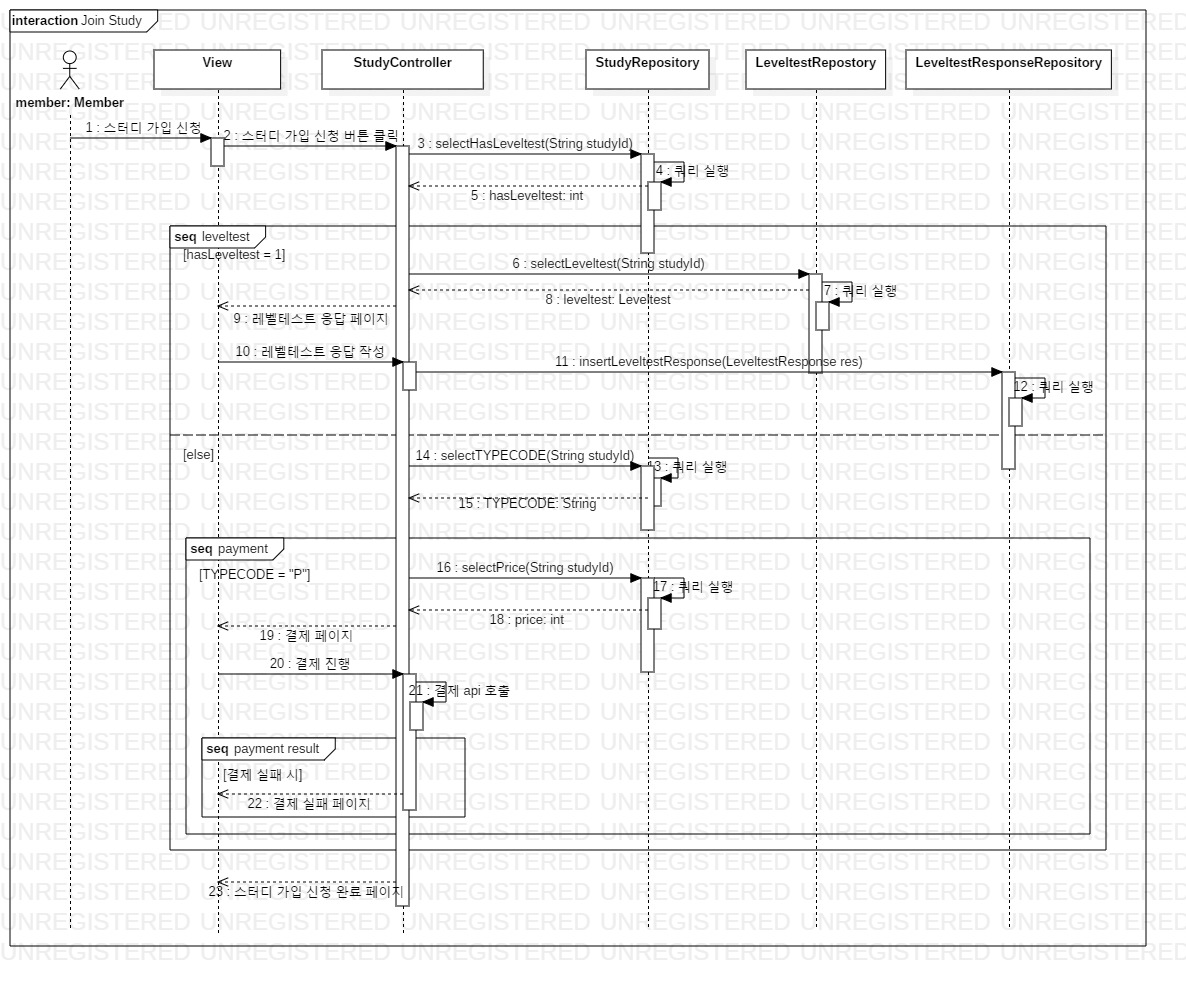 interaction Join Study
View
StudyController
StudyRepository
LeveltestRepostory
LeveltestResponseRepository
member: Member
1 : 스터디 가입 신청
2 : 스터디 가입 신청 버튼 클릭
3 : selectHasLeveltest(String studyId)
4 : 쿼리 실행
5 : hasLeveltest: int
seq leveltest
[hasLeveltest = 1]
6 : selectLeveltest(String studyId)
7 : 쿼리 실행
8 : leveltest: Leveltest
9 : 레벨테스트 응답 페이지
10 : 레벨테스트 응답 작성
11 : insertLeveltestResponse(LeveltestResponse res)
12 : 쿼리 실행
[else]
14 : selectTYPECODE(String studyId)
13 : 쿼리 실행
15 : TYPECODE: String
seq payment
[TYPECODE = "P"]
16 : selectPrice(String studyId)
17 : 쿼리 실행
18 : price: int
19 : 결제 페이지
20 : 결제 진행
21 : 결제 api 호출
seq payment result
[결제 실패 시]
22 : 결제 실패 페이지
23 : 스터디 가입 신청 완료 페이지
UNREGISTERED